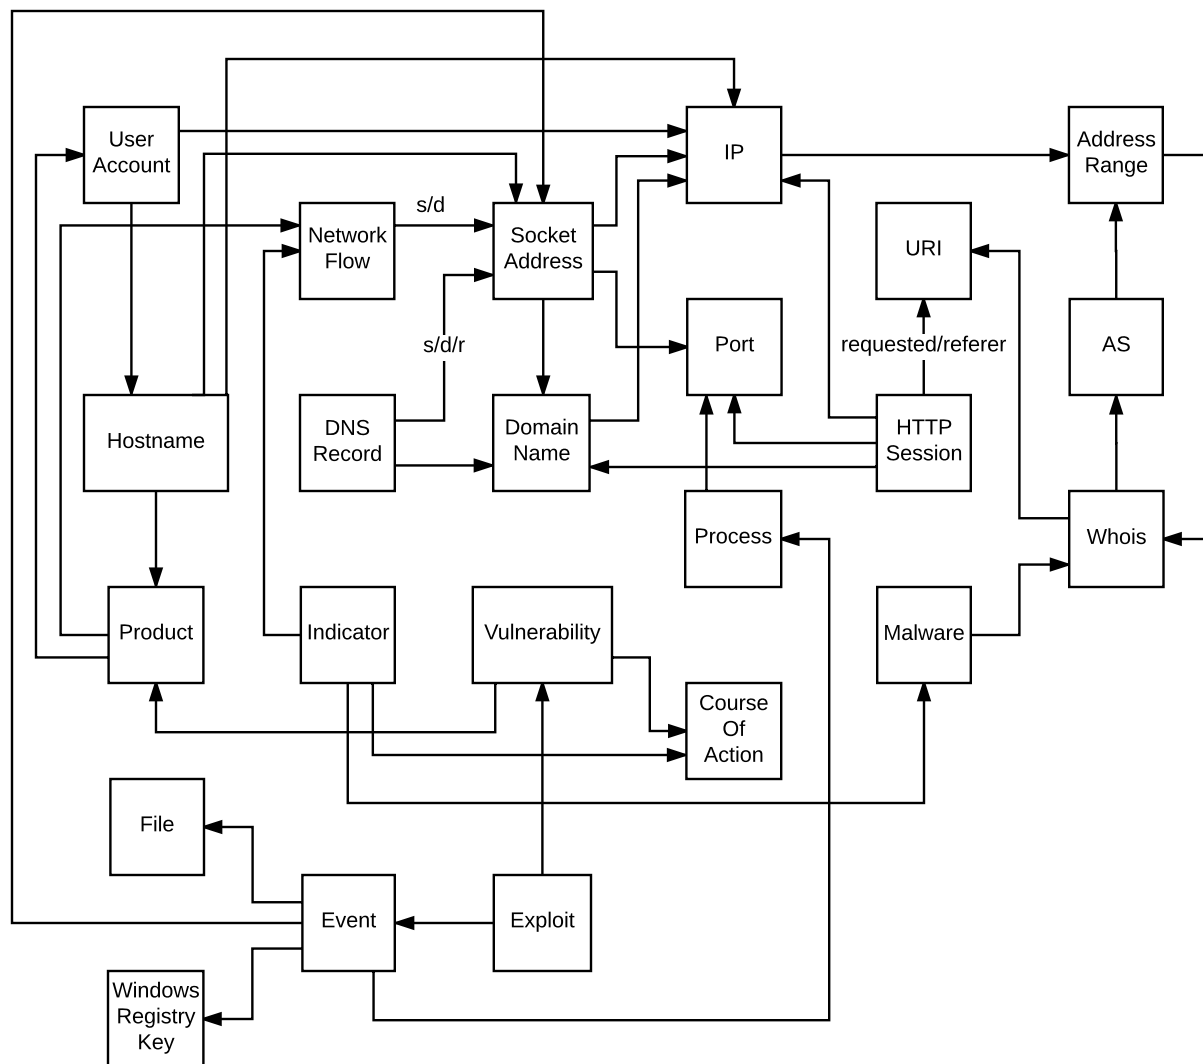 User
Account
IP
Address
Range
s/d
Network
Flow
Socket
Address
URI
s/d/r
Port
requested/referer
AS
Hostname
DNS
Record
Domain
Name
HTTP
Session
Process
Whois
Product
Indicator
Vulnerability
Malware
Course
Of
Action
File
Event
Exploit
Windows
Registry
Key